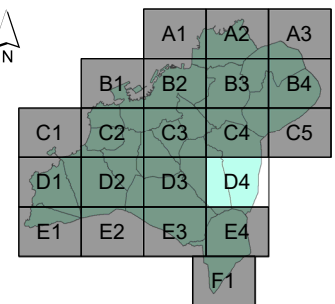 A1 A2 A3
N
B1 B2 B3 B4
C1 C2 C3 C4 C5
D1 D2 D3 D4
E1 E2 E3 E4
F1